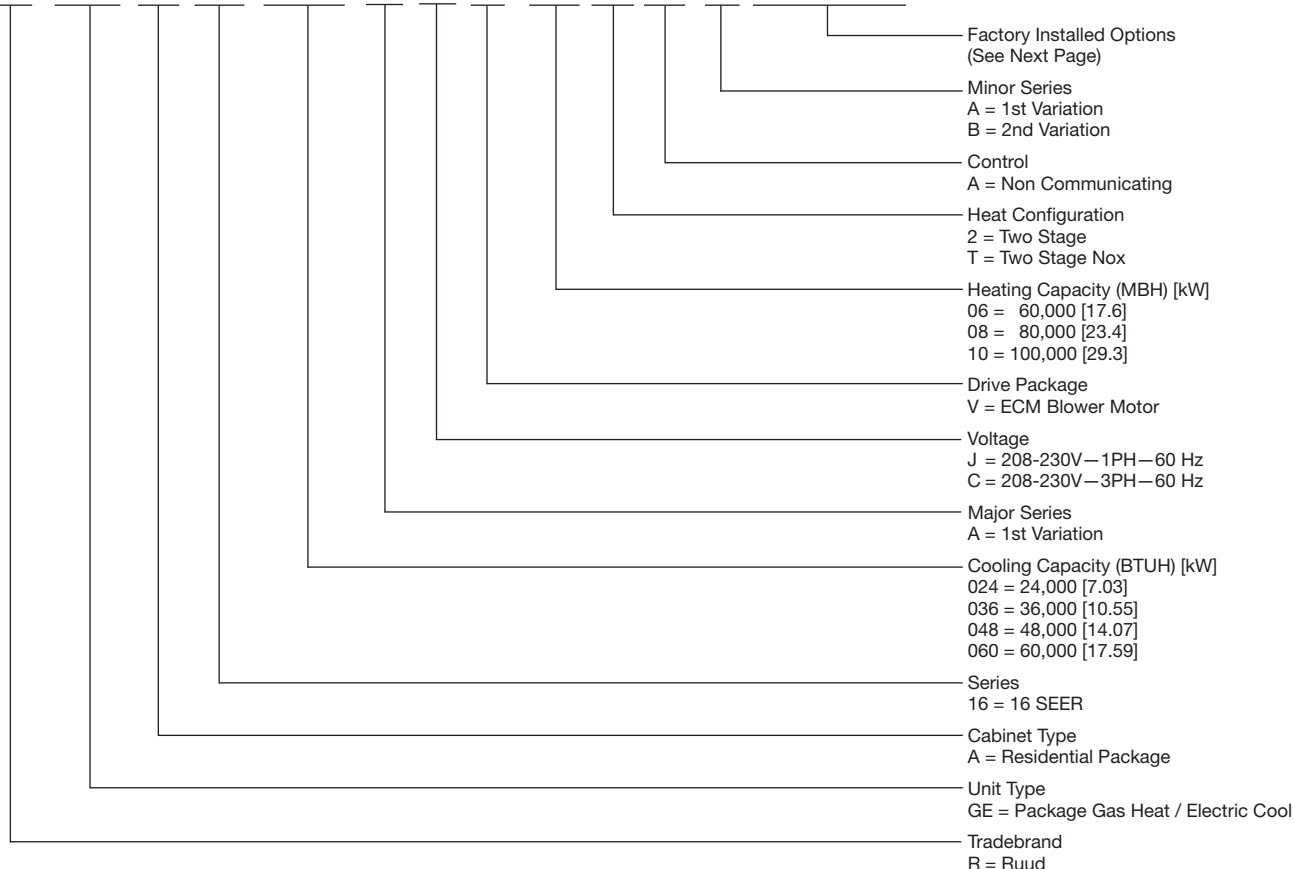 Factory Installed Options
(See Next Page)
Minor Series
A = 1st Variation
B = 2nd Variation
Control
A = Non Communicating
Heat Configuration
2 = Two Stage
T = Two Stage Nox
Heating Capacity (MBH) [kW]
06 = 60,000 [17.6]
08 = 80,000 [23.4]
10 = 100,000 [29.3]
Drive Package
V = ECM Blower Motor
Voltage
J = 208-230V—1PH—60 Hz
C = 208-230V—3PH—60 Hz
Major Series
A = 1st Variation
Cooling Capacity (BTUH) [kW]
024 = 24,000 [7.03]
036 = 36,000 [10.55]
048 = 48,000 [14.07]
060 = 60,000 [17.59]
Series
16 = 16 SEER
Cabinet Type
A = Residential Package
Unit Type
GE = Package Gas Heat / Electric Cool
Tradebrand
R = Ruud